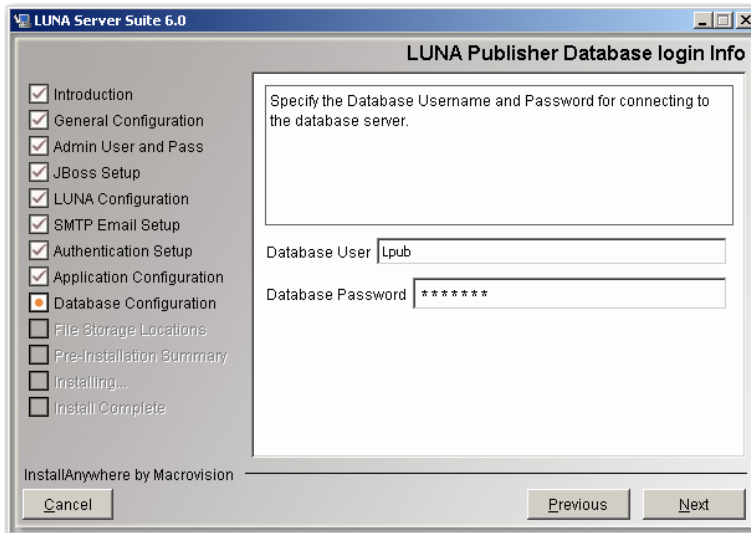 LUNA Server Suite 6.0
LUNA Publisher Database login Info
Introduction
General Configuration
Admin User and Pass
JBoss Setup
LUNA Configuration
SMTP Email Setup
Authentication Setup
Application Configuration
Database Configuration
File Storage Locations
Pre-Installation Summary
Installing...
Install Complete
Specify the Database Username and Password for connecting to
the database server.
Database User Lpub
Database Password *******
InstallAnywhere by Macrovision
Cancel Previous Next